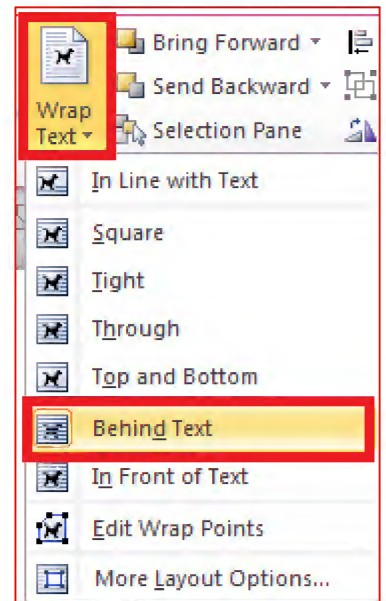 Wrap
Text
Bring Forward
Send Backward
Selection Pane
In Line with Text
Square
Tight
Through
Top and Bottom
Behind Text
In Front of Text
Edit Wrap Points
More Layout Options...